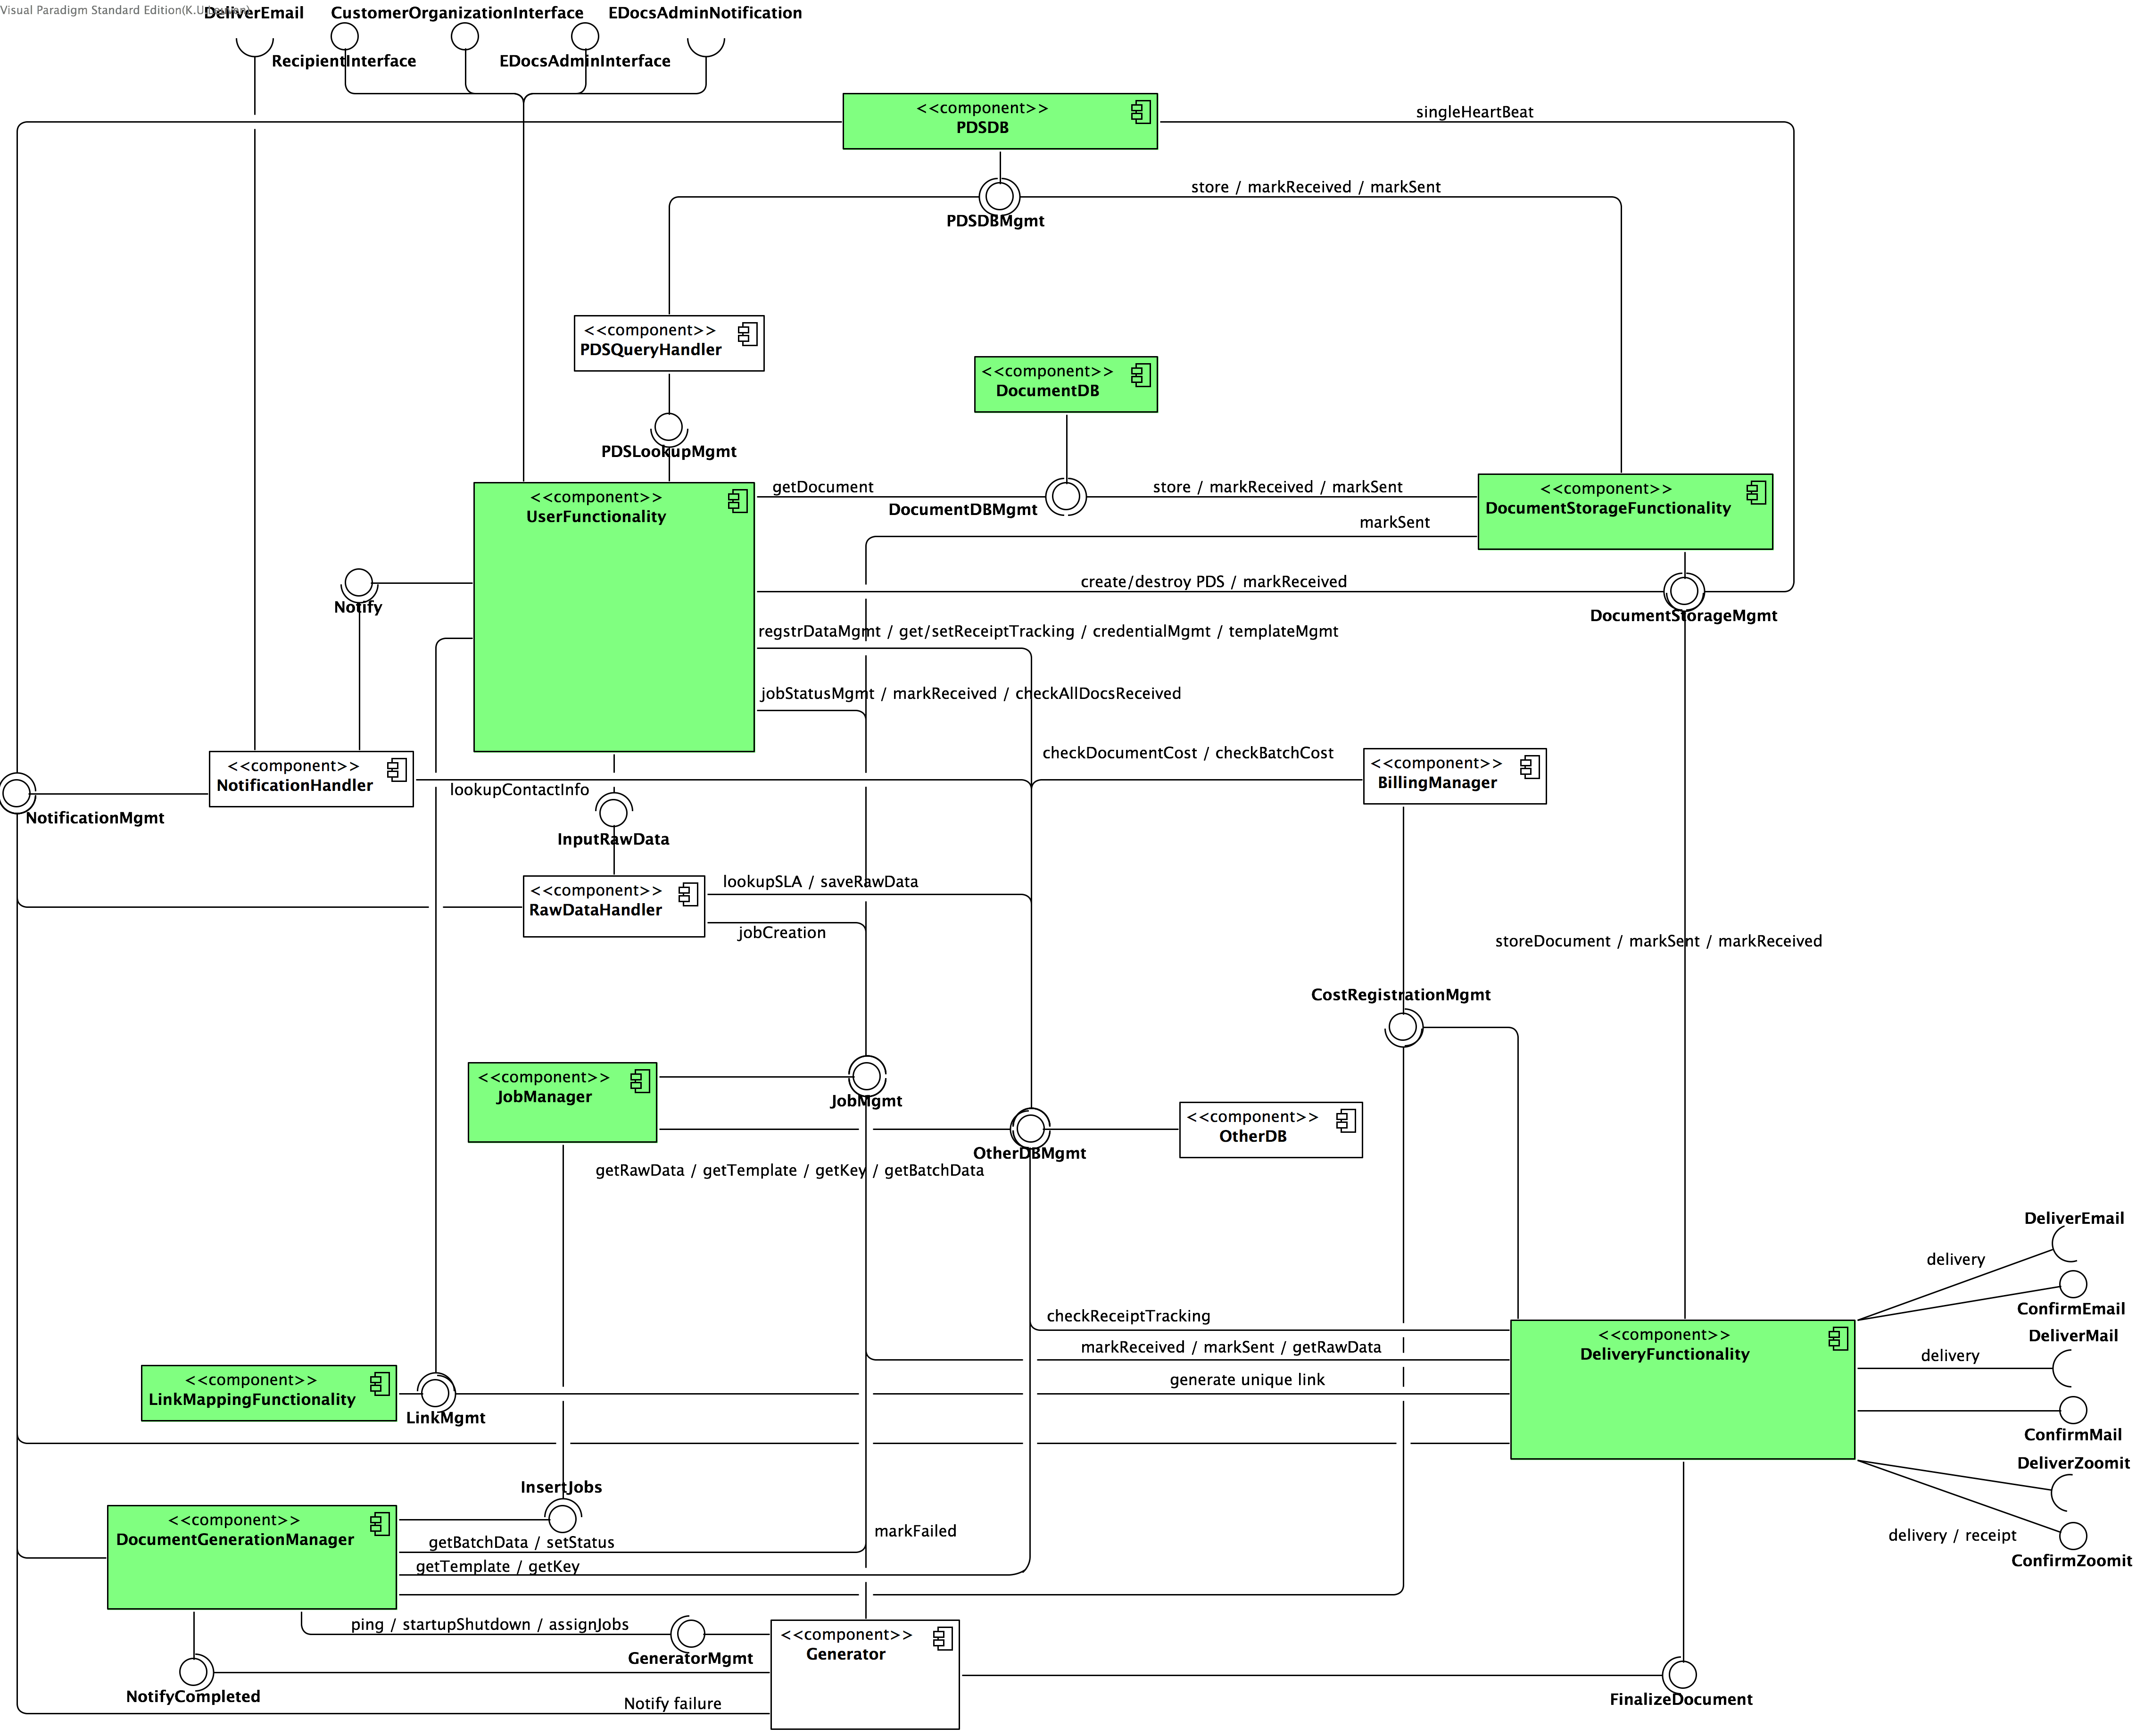 Visual Paradigm Standard Edition(K.U.
DeliverEmail
CustomerOrganizationInterface
EDocsAdminNotification
RecipientInterface
EDocsAdminInterface
<<component>>
PDSDB
singleHeartBeat
store / markReceived / markSent
PDSDBMgmt
<<component>>
PDSQueryHandler
<<component>>
DocumentDB
PDSLookupMgmt
<<component>>
UserFunctionality
getDocument
DocumentDBMgmt
store / markReceived / markSent
<<component>>
DocumentStorageFunctionality
markSent
create/destroy PDS / markReceived
Notify
DocumentStorageMgmt
regstrDataMgmt / get/setReceiptTracking / credentialMgmt / templateMgmt
jobStatusMgmt / markReceived / checkAllDocsReceived
checkDocumentCost / checkBatchCost
<<component>>
NotificationHandler
<<component>>
BillingManager
lookupContactInfo
NotificationMgmt
InputRawData
<<component>>
RawDataHandler
lookupSLA / saveRawData
jobCreation
storeDocument / markSent / markReceived
CostRegistrationMgmt
<<component>>
JobManager
JobMgmt
<<component>>
OtherDB
OtherDBMgmt
getRawData / getTemplate / getKey / getBatchData
DeliverEmail
delivery
ConfirmEmail
checkReceiptTracking
<<component>>
DeliveryFunctionality
DeliverMail
markReceived / markSent / getRawData
delivery
generate unique link
<<component>>
LinkMappingFunctionality
LinkMgmt
ConfirmMail
DeliverZoomit
InsertJobs
<<component>>
DocumentGenerationManager
markFailed
getBatchData / setStatus
getTemplate / getKey
delivery / receipt
ConfirmZoomit
ping / startupShutdown / assignJobs
<<component>>
Generator
GeneratorMgmt
NotifyCompleted
Notify failure
FinalizeDocument